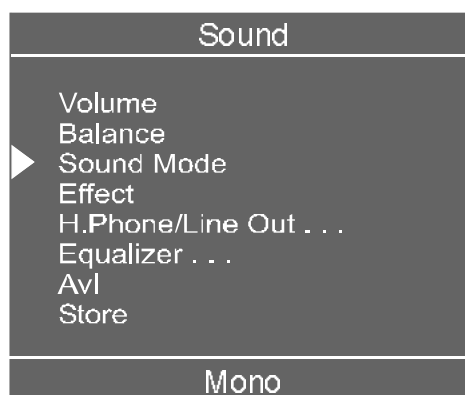 Sound
Volume
Balance
Sound Mode
Effect
H.Phone/Line Out . . .
Equalizer . . .
Avl
Store
Mono